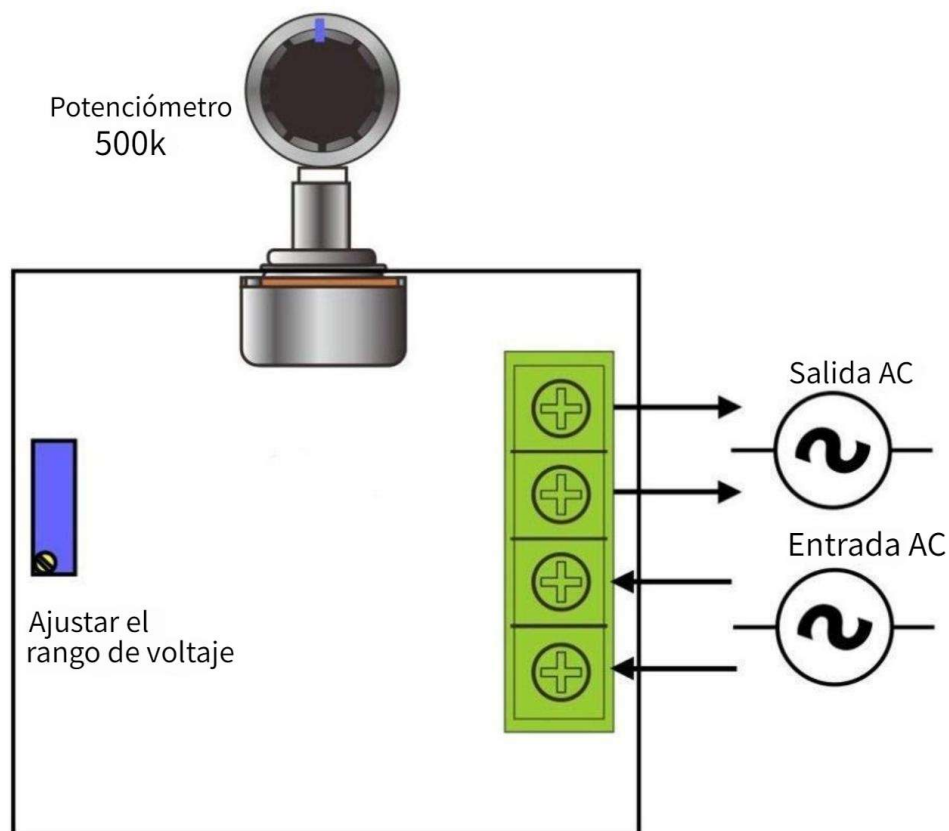 Potenciómetro
500k
Salida AC
Entrada AC
Ajustar el
rango de voltaje